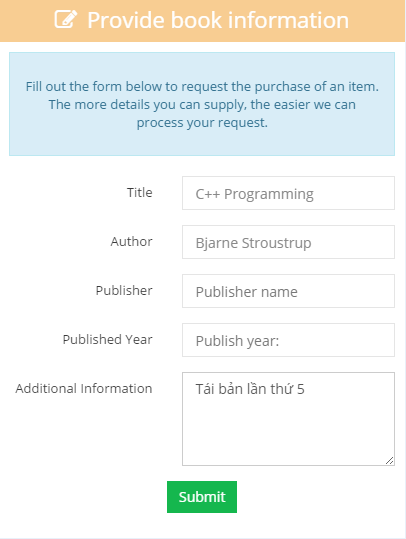 Provide book information
Fill out the form below to request the purchase of an item.
The more details you can supply, the easier we can
process your request.
Title
C++ Programming
Author
Bjarne Stroustrup
Publisher
Publisher name
Published Year
Publish year:
Additional Information
Tái bản lần thứ 5
Submit